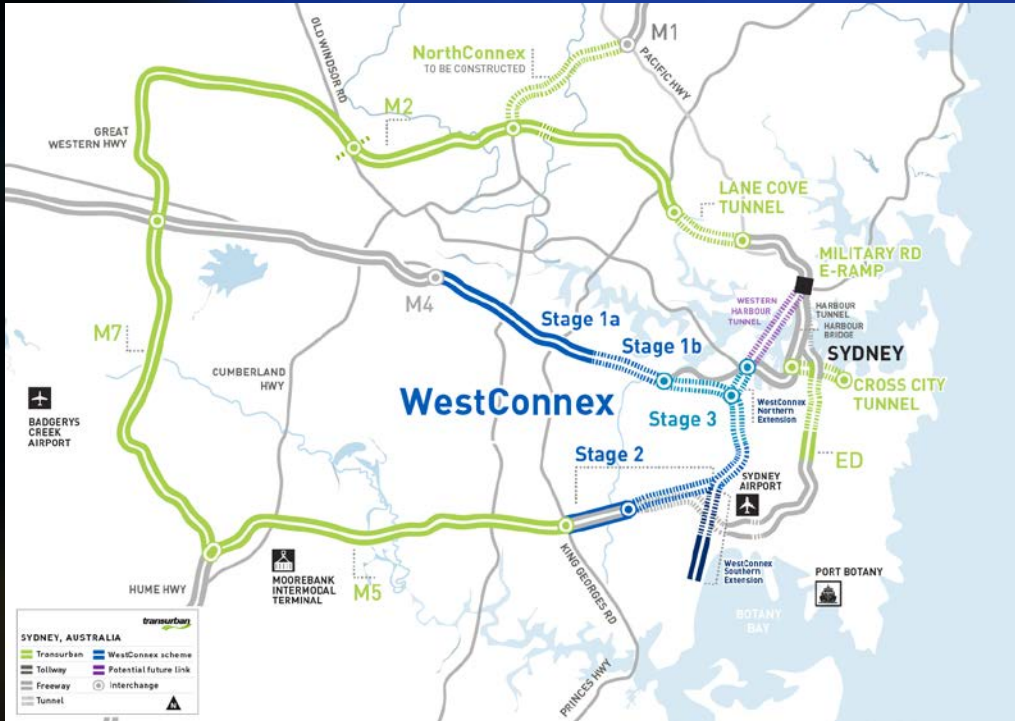 M1
OLD WINDSOR RD
NorthConnex
TO BE CONSTRUCTED
PACIFIC HWY
M2
GREAT
WESTERN HWY
LANE COVE
TUNNEL
MILITARY RD
E-RAMP
M4
WESTERN
HARBOUR
TUNNEL
HARBOUR
TUNNEL
HARBOUR
BRIDGE
Stage 1a
Stage 1b
SYDNEY
M7
CUMBERLAND
HWY
WestConnex
CROSS CITY
TUNNEL
BADGERYS
CREEK
AIRPORT
Stage 3
WestConnex
Northern
Extension
Stage 2
SYDNEY
AIRPORT
ED
HUME HWY
MOOREBANK
INTERMODAL
TERMINAL
M5
KING GEORGES RD
WestConnex
Southern
Extension
PORT BOTANY
BOTANY
BAY
PRINCES HWY
transurban
SYDNEY, AUSTRALIA
Transurban
WestConnex scheme
Tollway
Potential future link
Freeway
Interchange
Tunnel
N